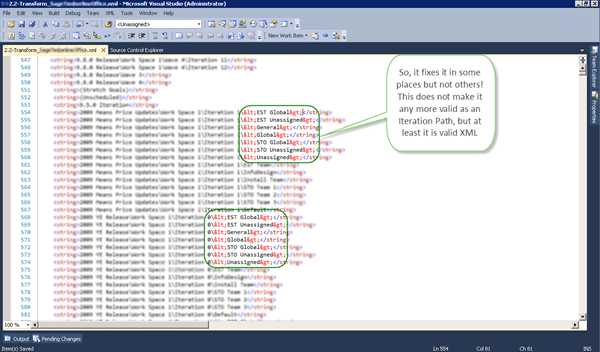 2.2-Transform_SageTimberlineOffice.xml - Microsoft Visual Studio (Administrator)
File Edit View Build Debug Team XML Tools Window Help
<Unassigned>
New Work Item
2.2-Transform_ .xml Source Control Explorer
547 <string>9.8.0 Release\Work Space 1\Wave 4\Iteration 11</string>
548 <string>9.8.0 Release\Work Space 1\Wave 4\Iteration 12</string>
549 <string>9.8.0 Release\Wave 3</string>
550 <string>9.8.0 Release\Wave 4</string>
551 <string>(Stretch Goals)</string>
552 <string>(Unscheduled)</string>
553 <string>9.5.0 Iteration</string>
554 <string>2009 Means Price Updates\Work Space 1\Iteration 1\&lt;EST Global&gt;</string>
555 <string>2009 Means Price Updates\Work Space 1\Iteration 1\&lt;EST Unassigned&gt;</string>
556 <string>2009 Means Price Updates\Work Space 1\Iteration 1\&lt;General&gt;</string>
557 <string>2009 Means Price Updates\Work Space 1\Iteration 1\&lt;Global&gt;</string>
558 <string>2009 Means Price Updates\Work Space 1\Iteration 1\&lt;STO Global&gt;</string>
559 <string>2009 Means Price Updates\Work Space 1\Iteration 1\&lt;STO Unassigned&gt;</string>
560 <string>2009 Means Price Updates\Work Space 1\Iteration 1\&lt;Unassigned&gt;</string>
561 <string>2009 Means Price Updates\Work Space 1\Iteration 1\EST Team</string>
562 <string>2009 Means Price Updates\Work Space 1\Iteration 1\InfoDesign</string>
563 <string>2009 Means Price Updates\Work Space 1\Iteration 1\Install Team</string>
564 <string>2009 Means Price Updates\Work Space 1\Iteration 1\STO Team 1</string>
565 <string>2009 Means Price Updates\Work Space 1\Iteration 1\STO Team 2</string>
566 <string>2009 Means Price Updates\Work Space 1\Iteration 1\STO Team 3</string>
567 <string>2009 Means Price Updates\Work Space 1\Iteration 1\Default</string>
568 <string>2009 YE Release\Work Space 1\Iteration 0\&lt;EST Global&gt;</string>
569 <string>2009 YE Release\Work Space 1\Iteration 0\&lt;EST Unassigned&gt;</string>
570 <string>2009 YE Release\Work Space 1\Iteration 0\&lt;General&gt;</string>
571 <string>2009 YE Release\Work Space 1\Iteration 0\&lt;Global&gt;</string>
572 <string>2009 YE Release\Work Space 1\Iteration 0\&lt;STO Global&gt;</string>
573 <string>2009 YE Release\Work Space 1\Iteration 0\&lt;STO Unassigned&gt;</string>
574 <string>2009 YE Release\Work Space 1\Iteration 0\&lt;Unassigned&gt;</string>
575 <string>2009 YE Release\Work Space 1\Iteration 0\EST Team</string>
576 <string>2009 YE Release\Work Space 1\Iteration 0\InfoDesign</string>
577 <string>2009 YE Release\Work Space 1\Iteration 0\Install Team</string>
578 <string>2009 YE Release\Work Space 1\Iteration 0\STO Team 1</string>
579 <string>2009 YE Release\Work Space 1\Iteration 0\STO Team 2</string>
580 <string>2009 YE Release\Work Space 1\Iteration 0\STO Team 3</string>
581 <string>2009 YE Release\Work Space 1\Iteration 0\Default</string>
So, it fixes it in some
places but not others!
This does not make it
any more valid as an
Iteration Path, but at
least it is valid XML
Team Explorer
Properties
100 %
Output Pending Changes
Item(s) Saved Ln 554 Col 81 Ch 81 INS